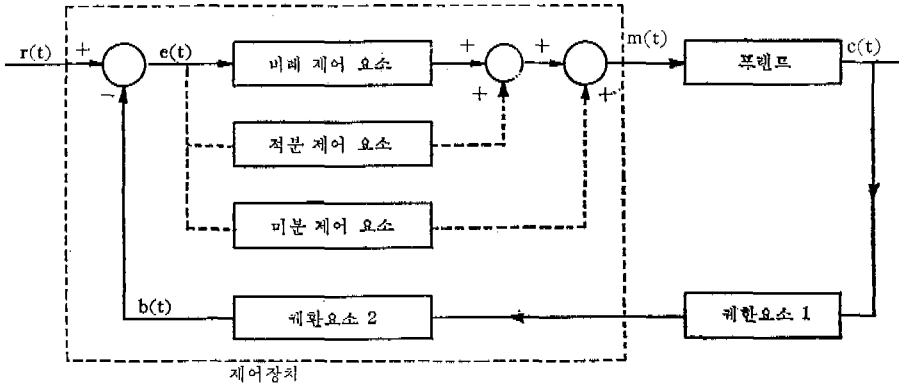 r(t) + e(t) 비례 제어 요소 + + m(t) 푸랜트 c(t)
− + +
적분 제어 요소
미분 제어 요소
b(t) 궤환요소 2 궤환요소 1
제어장치